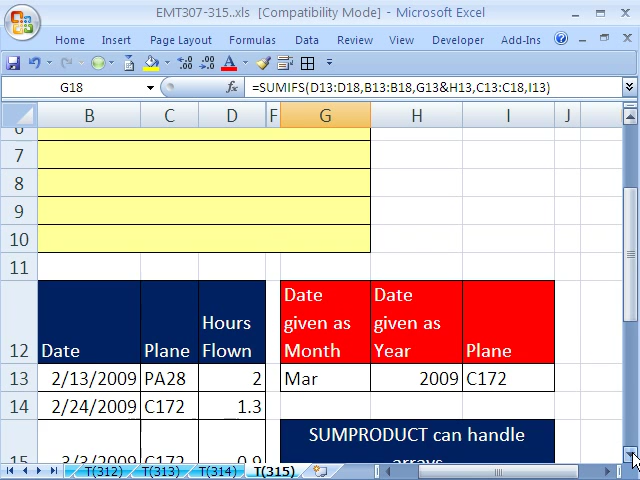 EMT307-315..xls [Compatibility Mode] - Microsoft Excel
Home Insert Formulas Data Review View Developer Add-Ins
G18 fx =SUMIFS(D13:D18,B13:B18,G13&H13,C13:C18,I13)
B C D F G H I J
6
7
8
9
10
11
12 Date Plane Hours Flown Date given as Month Date given as Year Plane
13 2/13/2009 PA28 2 Mar 2009 C172
14 2/24/2009 C172 1.3
SUMPRODUCT can handle
15 3/3/2009 C172 0.9 arrays
T(312) T(313) T(314) T(315)